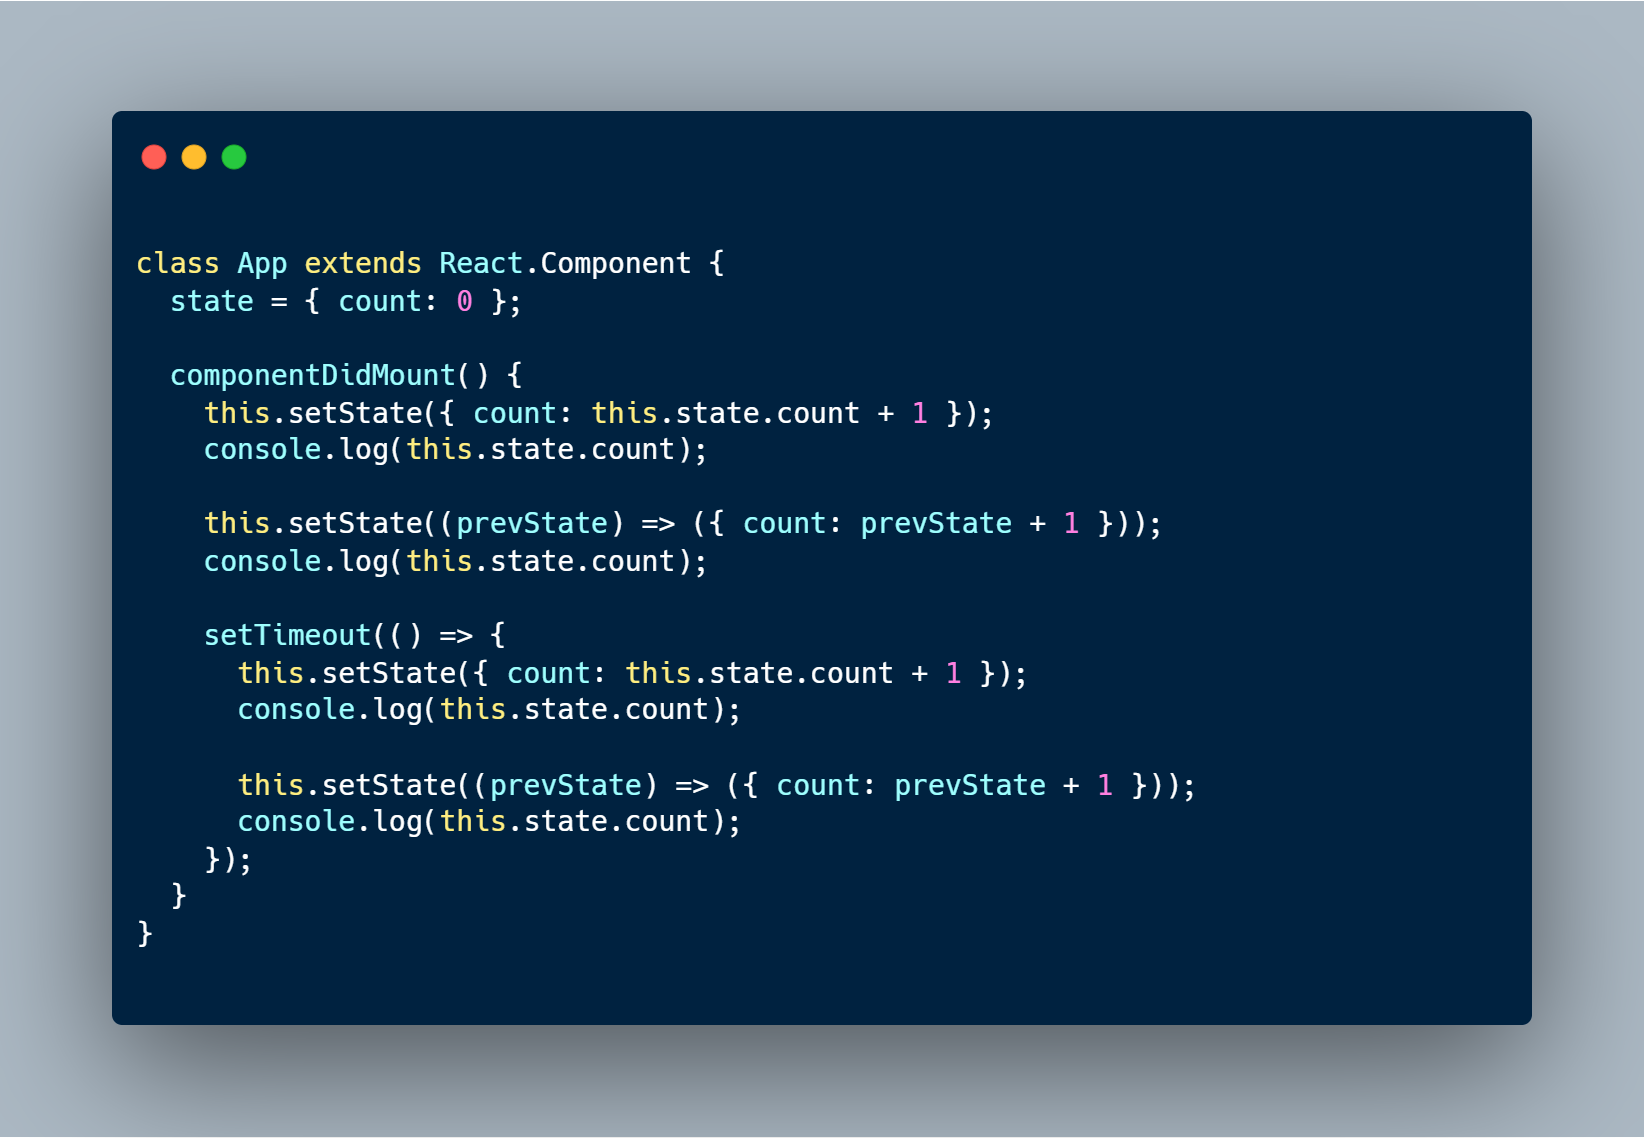 class App extends React.Component {
  state = { count: 0 };
  componentDidMount() {
    this.setState({ count: this.state.count + 1 });
    console.log(this.state.count);
    this.setState((prevState) => ({ count: prevState + 1 }));
    console.log(this.state.count);
    setTimeout(() => {
      this.setState({ count: this.state.count + 1 });
      console.log(this.state.count);
      this.setState((prevState) => ({ count: prevState + 1 }));
      console.log(this.state.count);
    });
  }
}